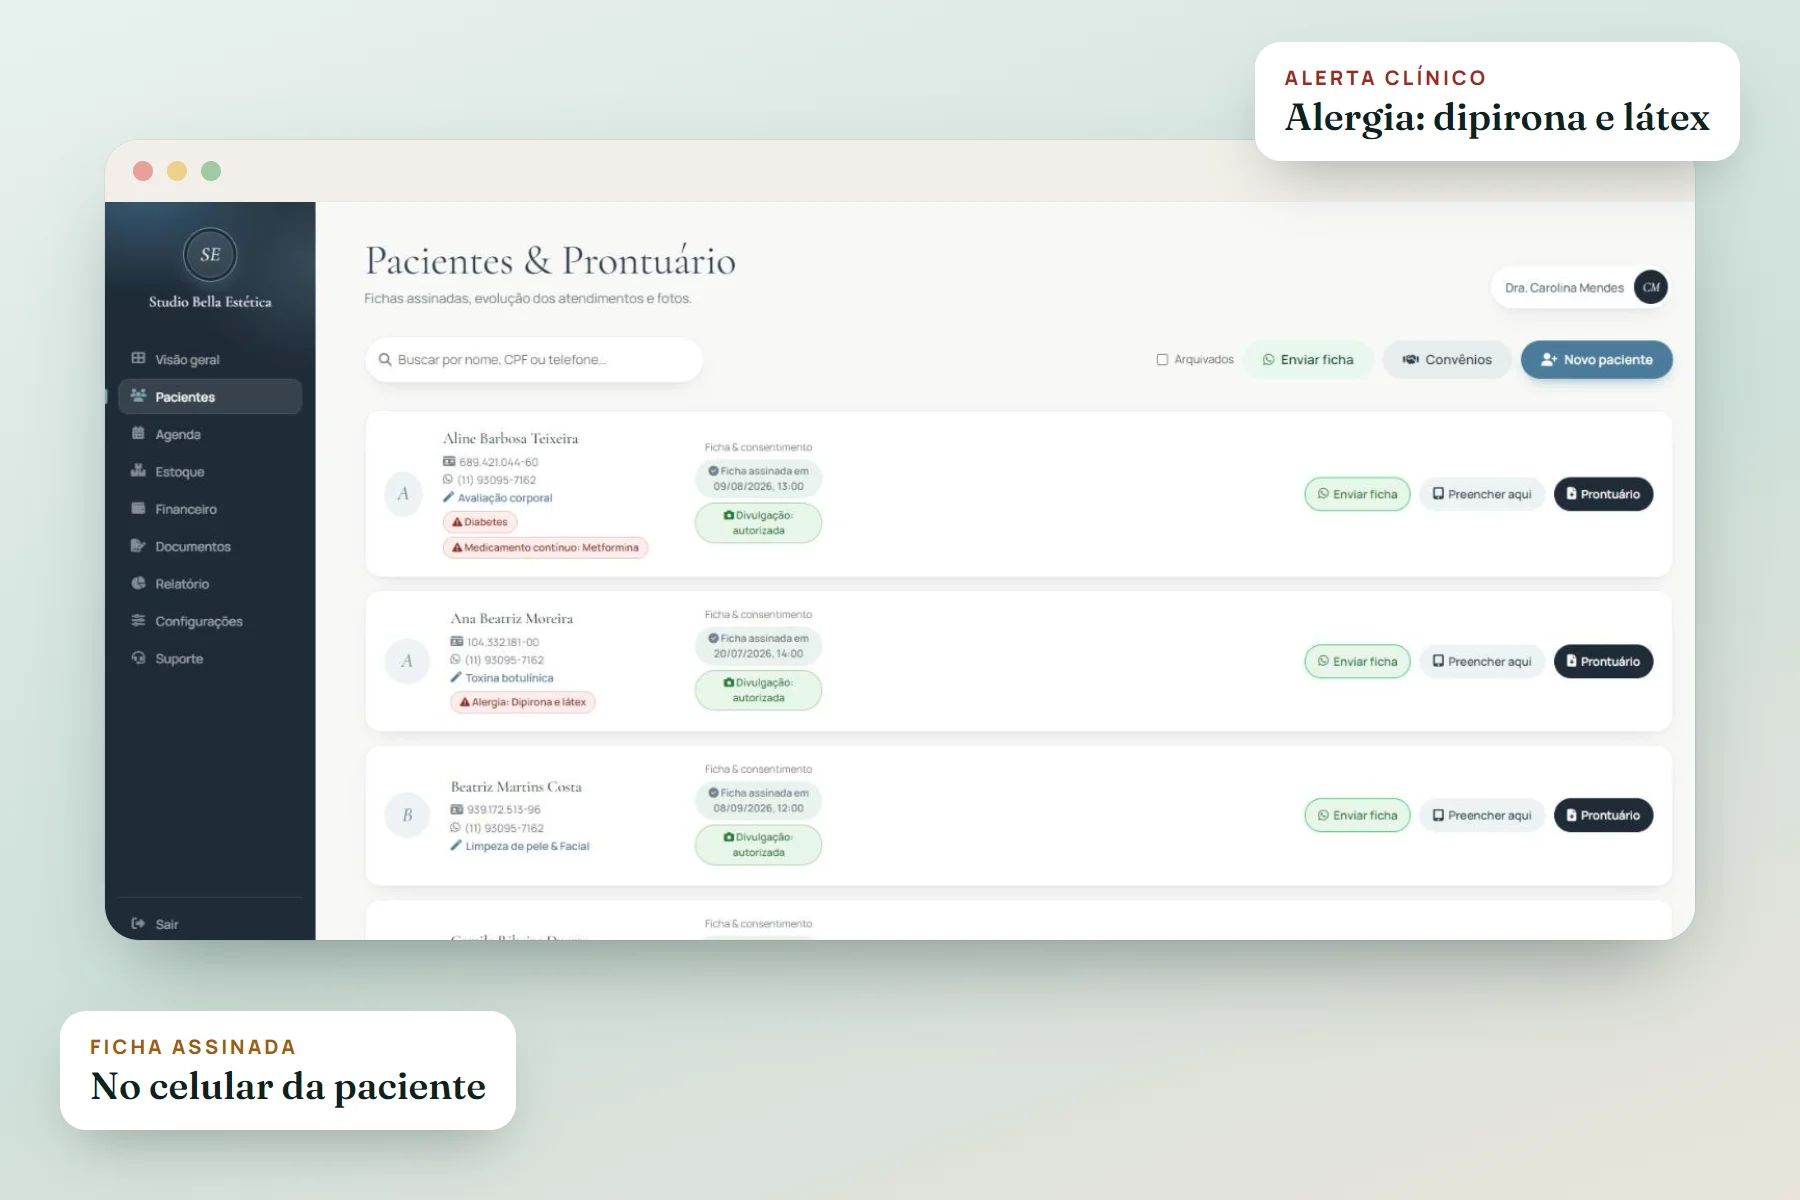 ALERTA CLÍNICO
Alergia: dipirona e látex
SE
Studio Bella Estética
Visão geral
Pacientes
Agenda
Estoque
Financeiro
Documentos
Relatório
Configurações
Suporte
Sair
Pacientes & Prontuário
Fichas assinadas, evolução dos atendimentos e fotos.
Dra. Carolina Mendes CM
Buscar por nome, CPF ou telefone...
Arquivados Enviar ficha Convênios Novo paciente
A
Aline Barbosa Teixeira
689.421.044-60
(11) 93095-7162
Avaliação corporal
Diabetes
Medicamento contínuo: Metformina
Ficha & consentimento
Ficha assinada em
09/08/2026, 13:00
Divulgação:
autorizada
Enviar ficha Preencher aqui Prontuário
A
Ana Beatriz Moreira
104.332.181-00
(11) 93095-7162
Toxina botulínica
Alergia: Dipirona e látex
Ficha & consentimento
Ficha assinada em
20/07/2026, 14:00
Divulgação:
autorizada
Enviar ficha Preencher aqui Prontuário
B
Beatriz Martins Costa
939.172.513-96
(11) 93095-7162
Limpeza de pele & Facial
Ficha & consentimento
Ficha assinada em
08/09/2026, 12:00
Divulgação:
autorizada
Enviar ficha Preencher aqui Prontuário
Ficha & consentimento
FICHA ASSINADA
No celular da paciente